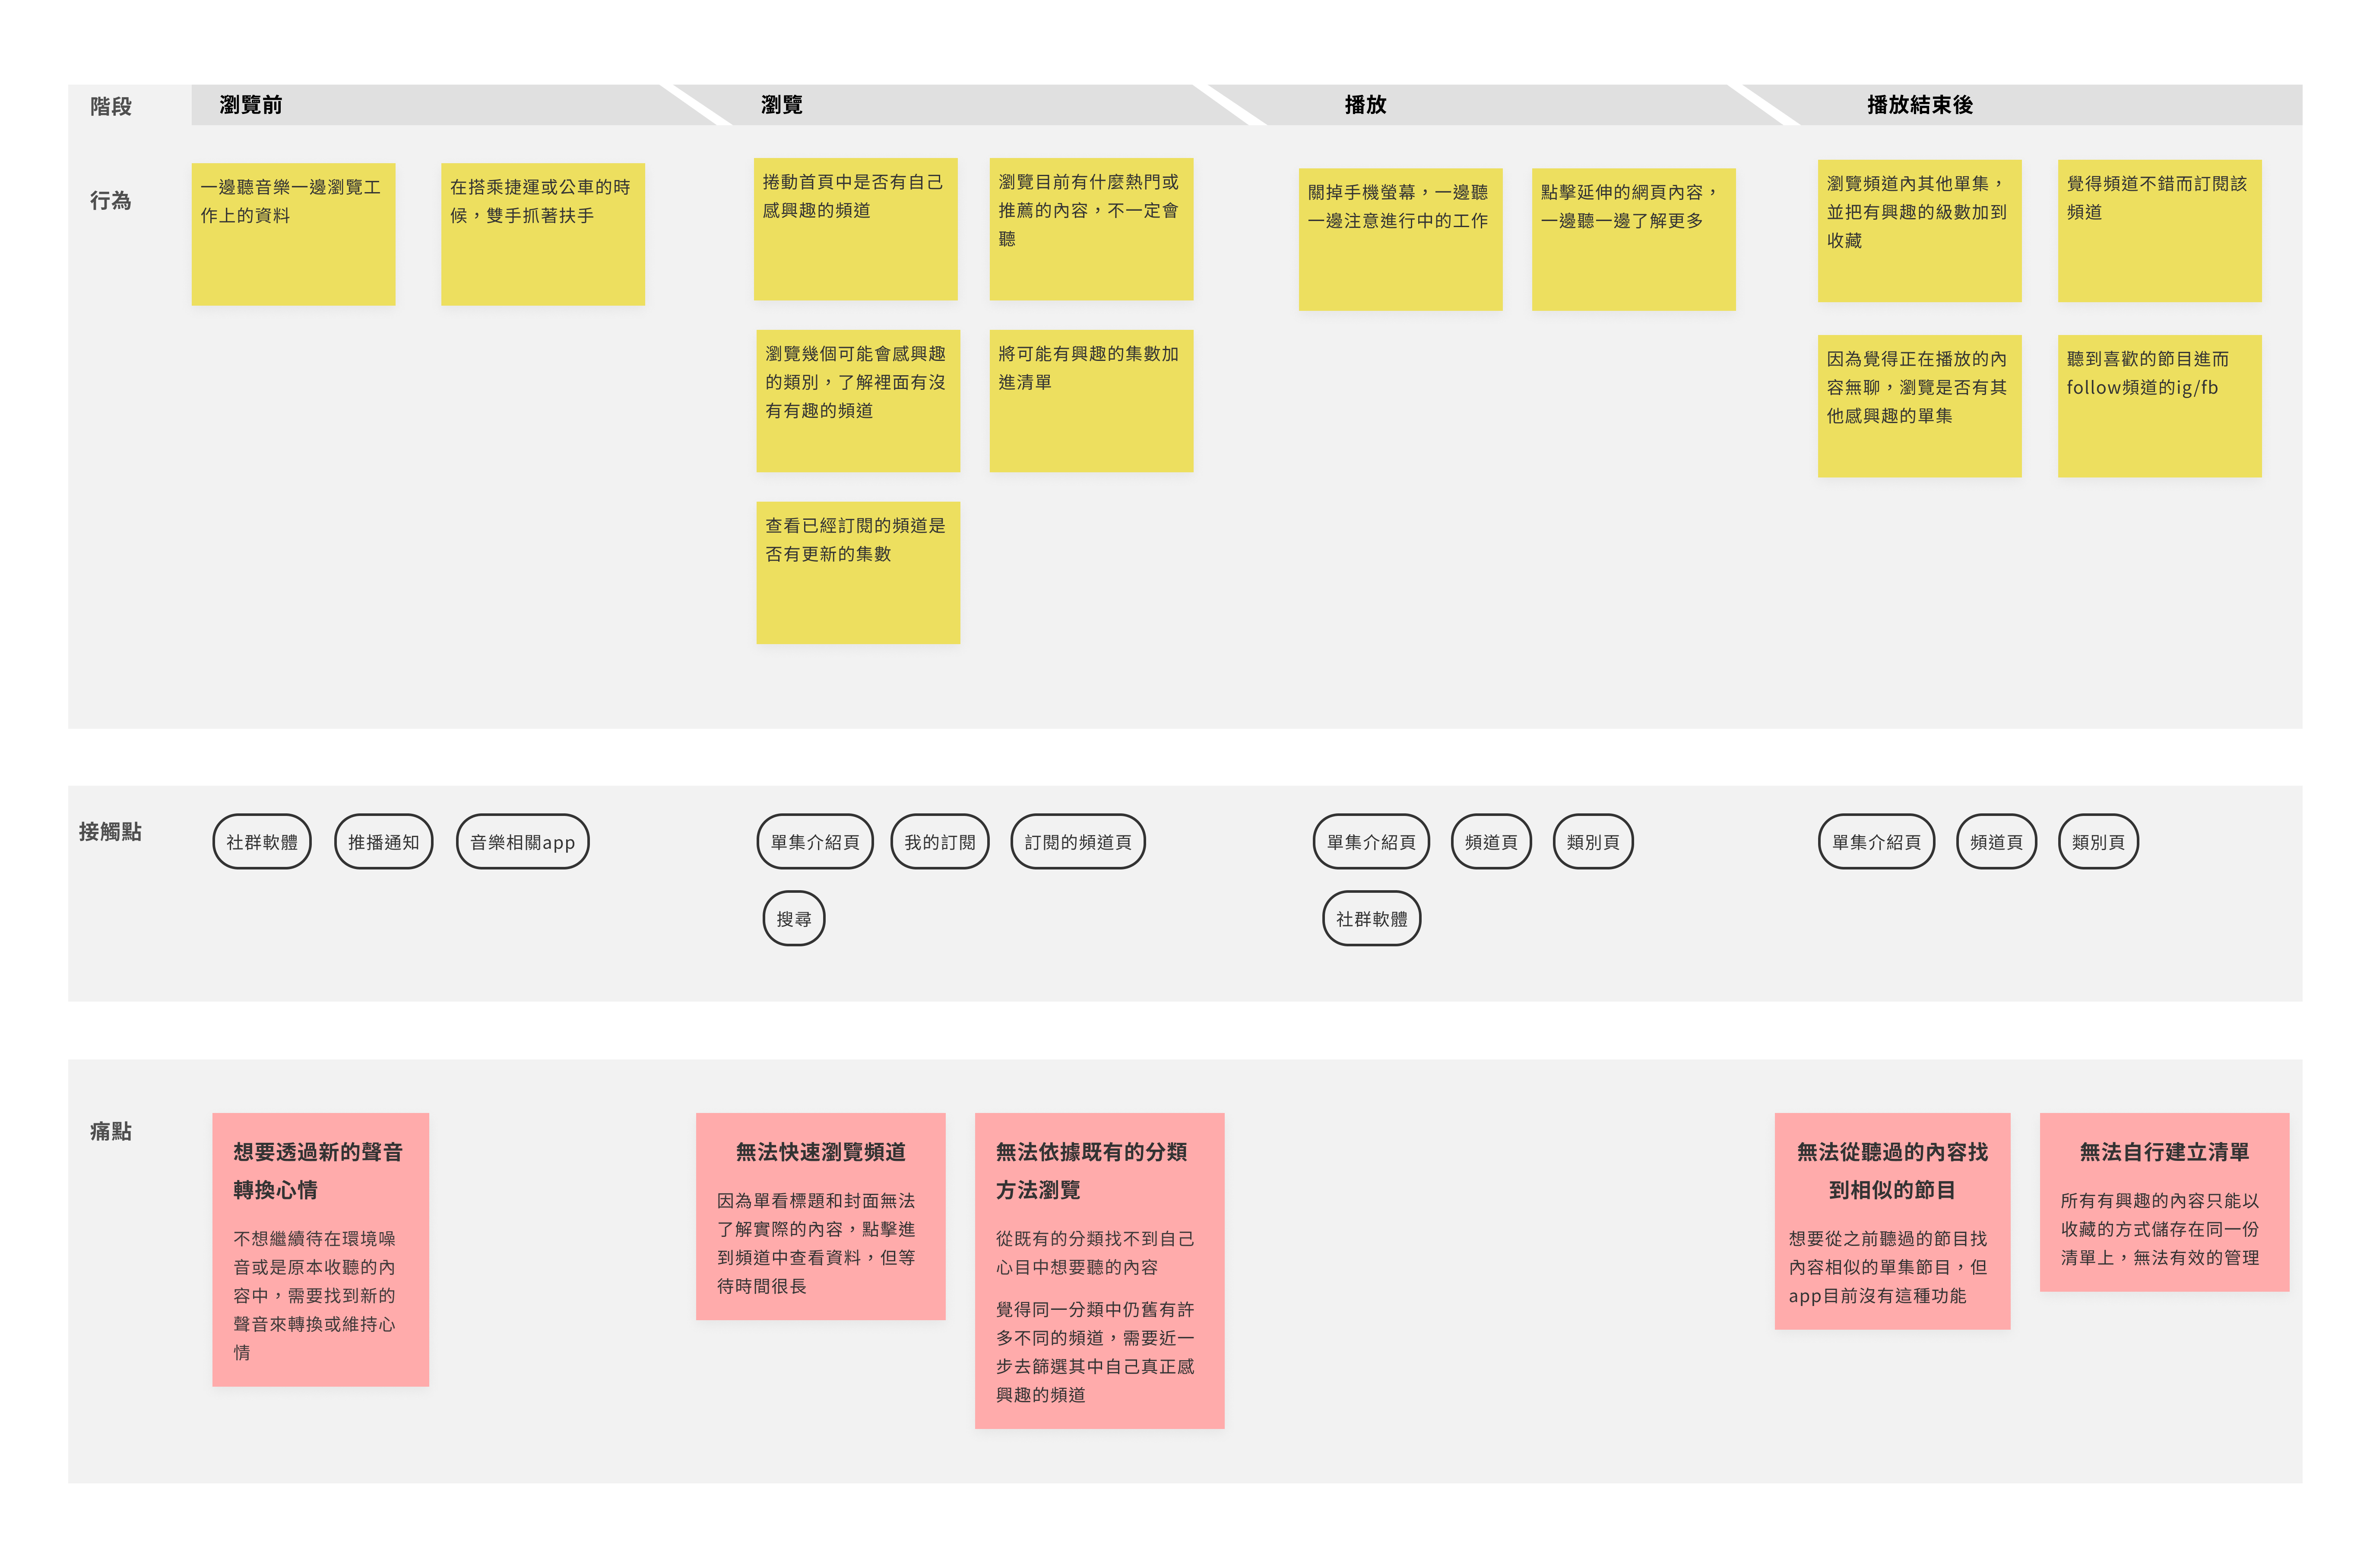 階段
瀏覽前
瀏覽
播放
播放結束後
行為
一邊聽音樂一邊瀏覽工
作上的資料
在搭乘捷運或公車的時
候，雙手抓著扶手
捲動首頁中是否有自己
感興趣的頻道
瀏覽目前有什麼熱門或
推薦的內容，不一定會
聽
瀏覽幾個可能會感興趣
的類別，了解裡面有沒
有有趣的頻道
將可能有興趣的集數加
進清單
查看已經訂閱的頻道是
否有更新的集數
關掉手機螢幕，一邊聽
一邊注意進行中的工作
點擊延伸的網頁內容，
一邊聽一邊了解更多
瀏覽頻道內其他單集，
並把有興趣的級數加到
收藏
覺得頻道不錯而訂閱該
頻道
因為覺得正在播放的內
容無聊，瀏覽是否有其
他感興趣的單集
聽到喜歡的節目進而
follow頻道的ig/fb
接觸點
社群軟體
推播通知
音樂相關app
單集介紹頁
我的訂閱
訂閱的頻道頁
搜尋
單集介紹頁
頻道頁
類別頁
社群軟體
單集介紹頁
頻道頁
類別頁
痛點
想要透過新的聲音
轉換心情
不想繼續待在環境噪
音或是原本收聽的內
容中，需要找到新的
聲音來轉換或維持心
情
無法快速瀏覽頻道
因為單看標題和封面無法
了解實際的內容，點擊進
到頻道中查看資料，但等
待時間很長
無法依據既有的分類
方法瀏覽
從既有的分類找不到自己
心目中想要聽的內容
覺得同一分類中仍舊有許
多不同的頻道，需要近一
步去篩選其中自己真正感
興趣的頻道
無法從聽過的內容找
到相似的節目
想要從之前聽過的節目找
內容相似的單集節目，但
app目前沒有這種功能
無法自行建立清單
所有有興趣的內容只能以
收藏的方式儲存在同一份
清單上，無法有效的管理